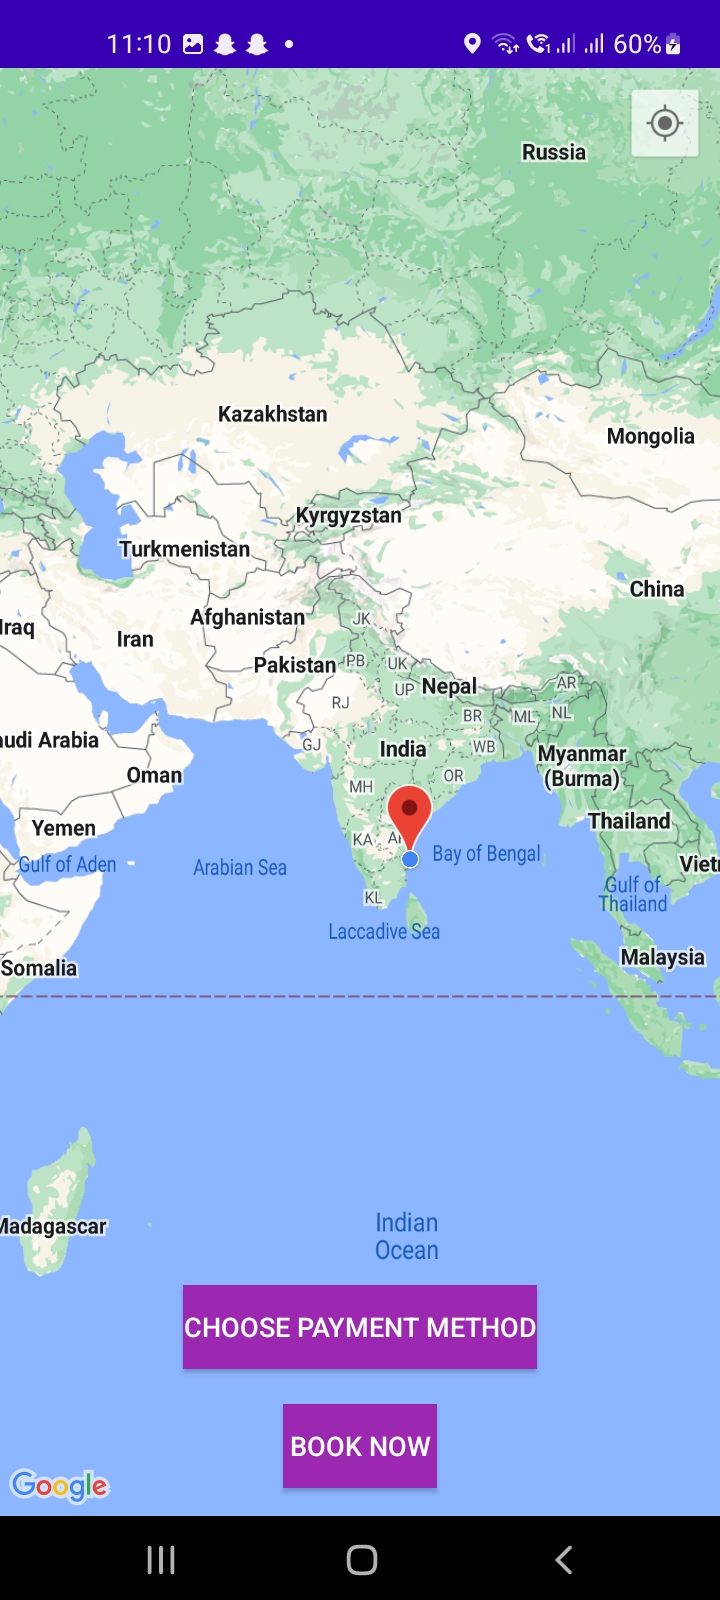 11:10
60%
Russia
Kazakhstan
Mongolia
Kyrgyzstan
Turkmenistan
China
Afghanistan
JK
Iraq
Iran
Pakistan
PB
UK
UP
Nepal
AR
RJ
BR
ML
NL
audi Arabia
GJ
India
WB
Myanmar
(Burma)
Oman
OR
MH
Yemen
Thailand
KA
Gulf of Aden
Arabian Sea
Bay of Bengal
Viet
Gulf of
Thailand
KL
Laccadive Sea
Malaysia
Somalia
Madagascar
Indian
Ocean
CHOOSE PAYMENT METHOD
BOOK NOW
Google